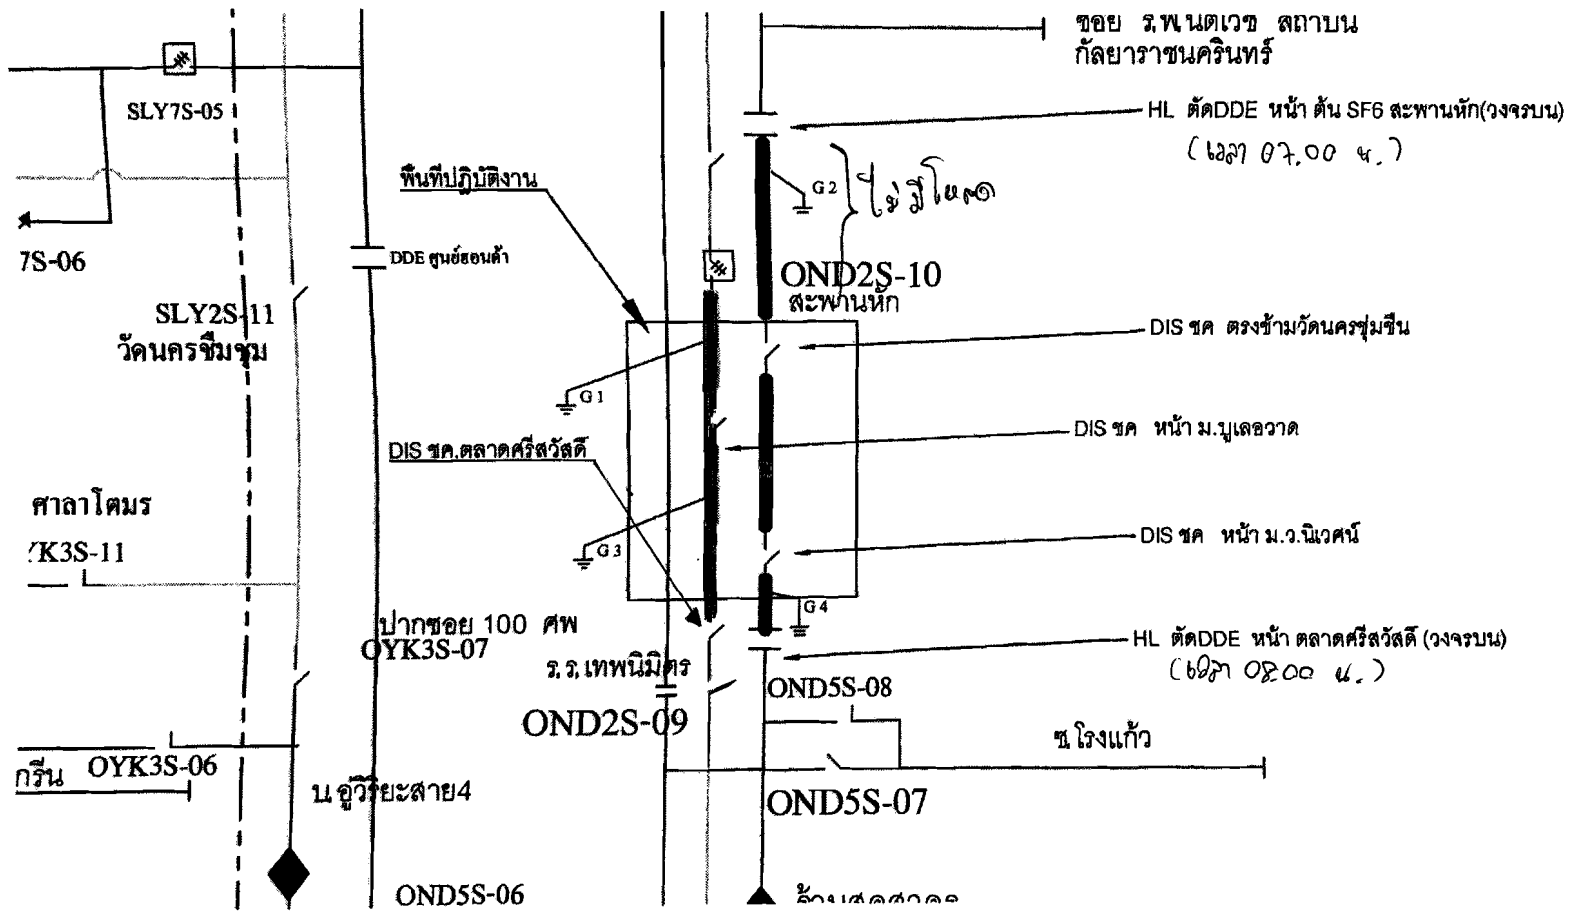 ซอย ร.พ.นิติเวช สถาบัน
กัลยาราชนครินทร์
SLY7S-05
HL ตัดDDE หน้า ต้น SF6 สะพานหัก(วงจรบน)
(เวลา 07.00 น.)
พื้นที่ปฏิบัติงาน
G2
ไม่มีโหลด
7S-06
DDE ศูนย์ฮอนด้า
OND2S-10
สะพานหัก
SLY2S-11
วัดนครชื่มชุ่ม
DIS ชค ตรงข้ามวัดนครชุ่มชื่น
G1
DIS ชค หน้า ม.บูเลอวาด
DIS ชค.ตลาดศรีสวัสดิ์
ศาลาโตมร
YK3S-11
G3
DIS ชค หน้า ม.ว.นิเวศน์
G4
ปากซอย 100 ศพ
OYK3S-07
HL ตัดDDE หน้า ตลาดศรีสวัสดิ์ (วงจรบน)
(เวลา 08.00 น.)
ร.ร.เทพนิมิตร
OND5S-08
OND2S-09
ซ.โรงแก้ว
กรีน
OYK3S-06
บ.อู่วิริยะสาย4
OND5S-07
OND5S-06